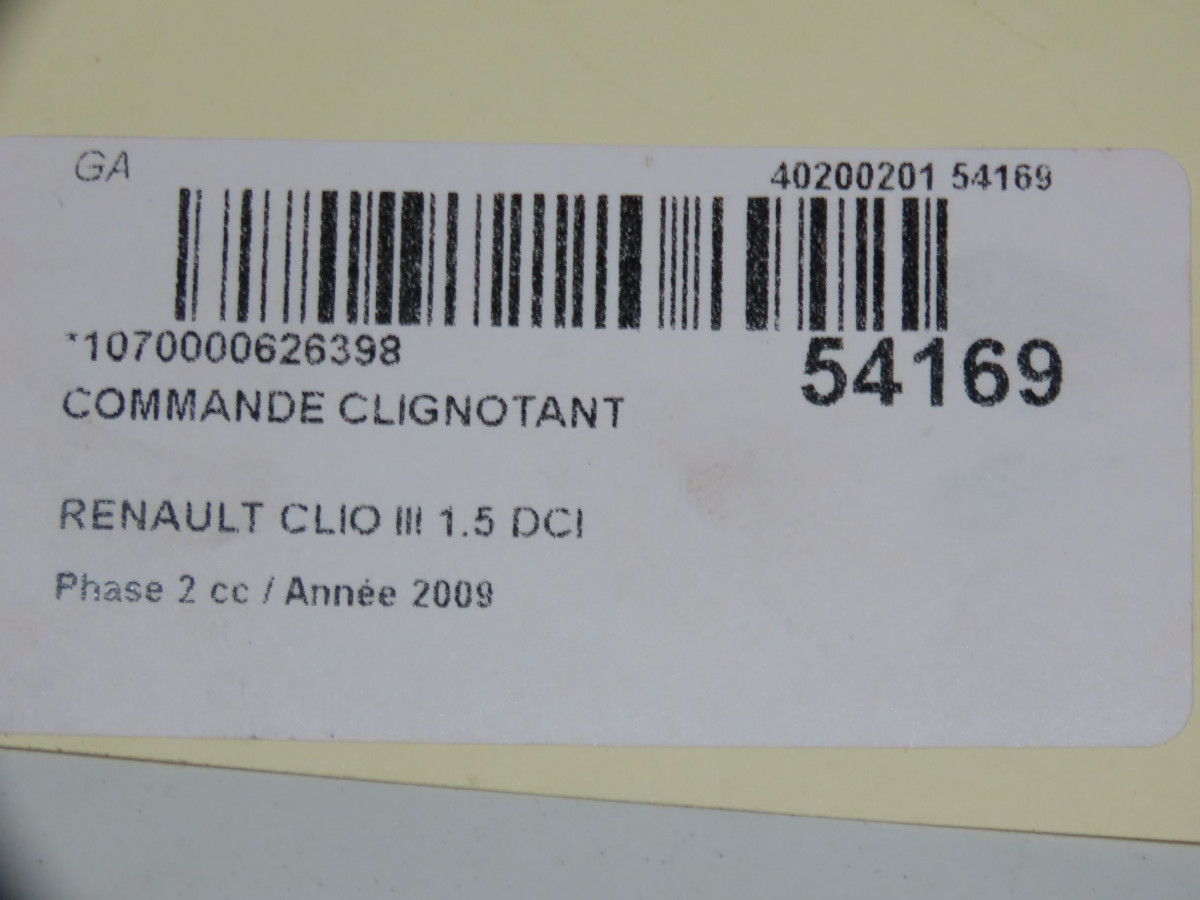 GA
40200201 54169
*1070000626398
54169
COMMANDE CLIGNOTANT
RENAULT CLIO III 1.5 DCI
Phase 2 cc / Année 2009